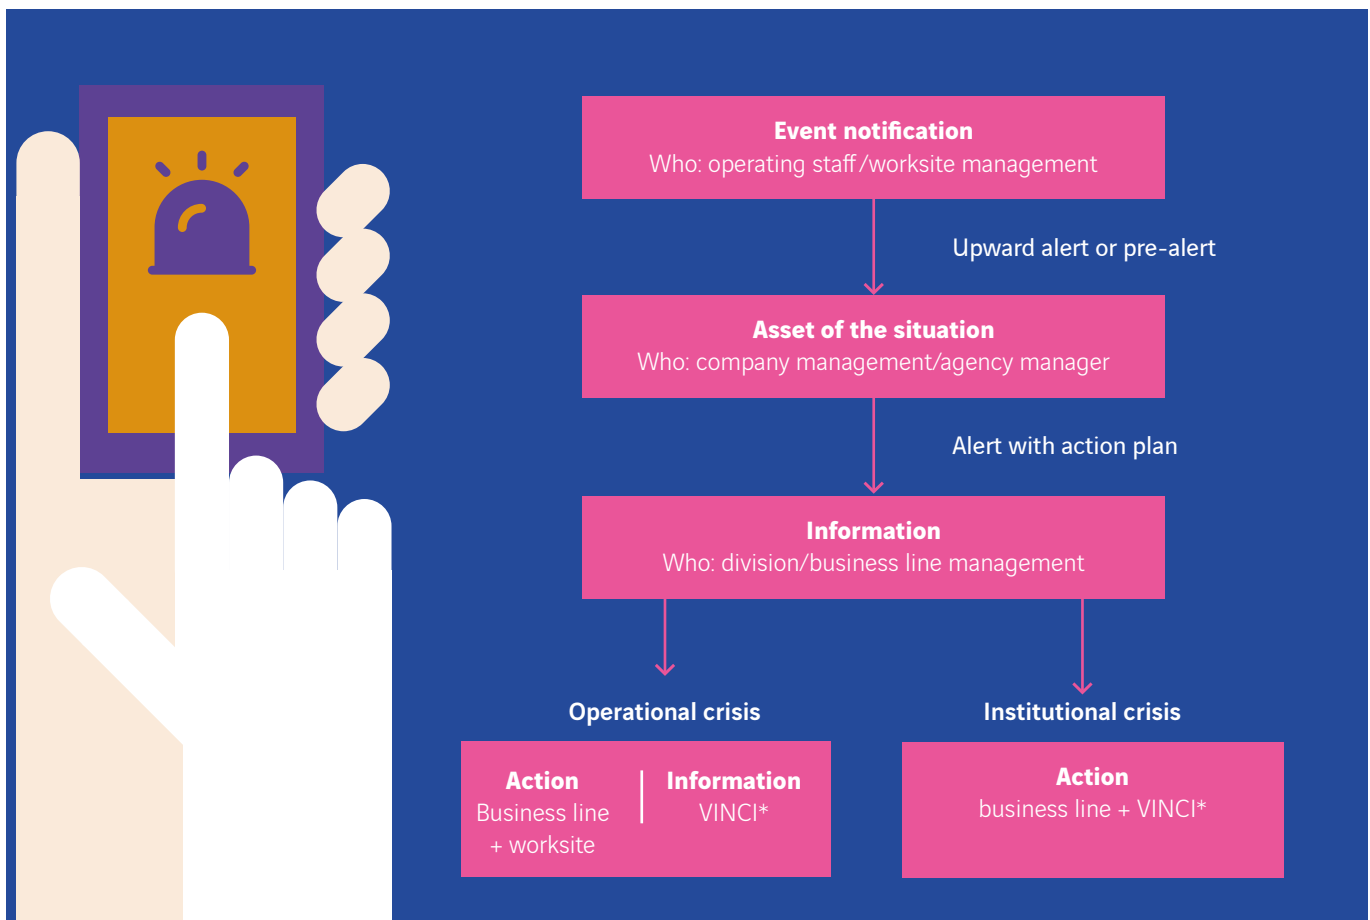 Event notification
Who: operating staff/worksite management
Upward alert or pre-alert
Asset of the situation
Who: company management/agency manager
Alert with action plan
Information
Who: division/business line management
Operational crisis
Action
Business line
+ worksite
Information
VINCI*
Institutional crisis
Action
business line + VINCI*